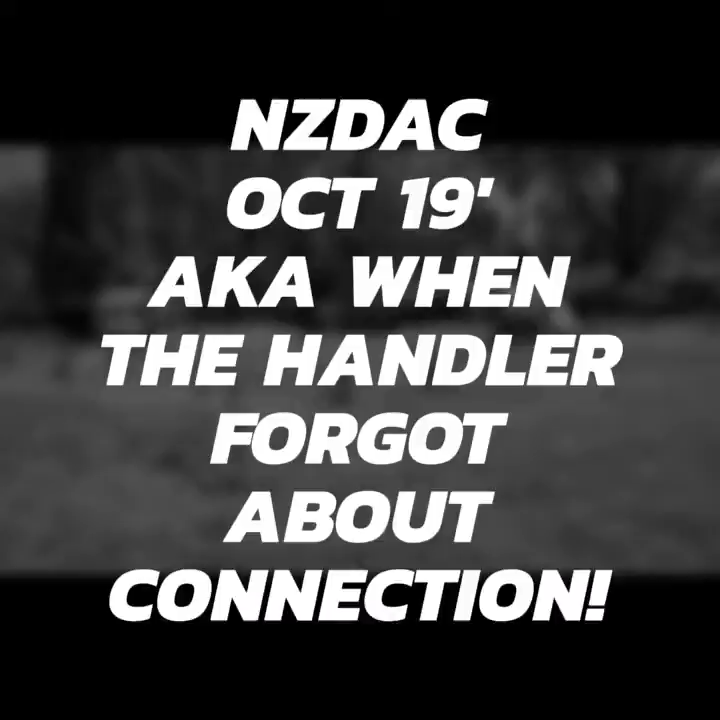 NZDAC
OCT 19'
AKA WHEN
THE HANDLER
FORGOT
ABOUT
CONNECTION!